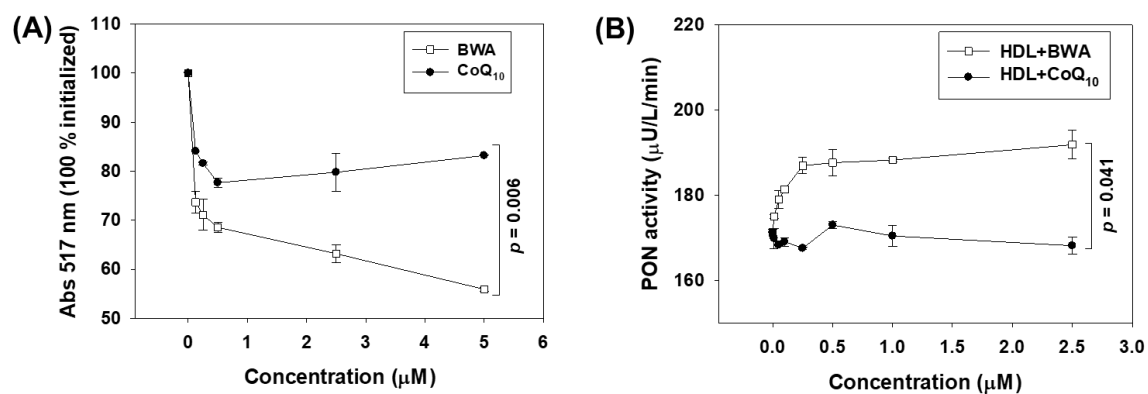 (A)
110
100
90
80
70
60
50
Abs 517 nm (100 % initialized)
BWA
CoQ10
p = 0.006
0 1 2 3 4 5 6
Concentration (μM)
(B)
220
200
180
160
PON activity (μU/L/min)
HDL+BWA
HDL+CoQ10
p = 0.041
0.0 0.5 1.0 1.5 2.0 2.5 3.0
Concentration (μM)